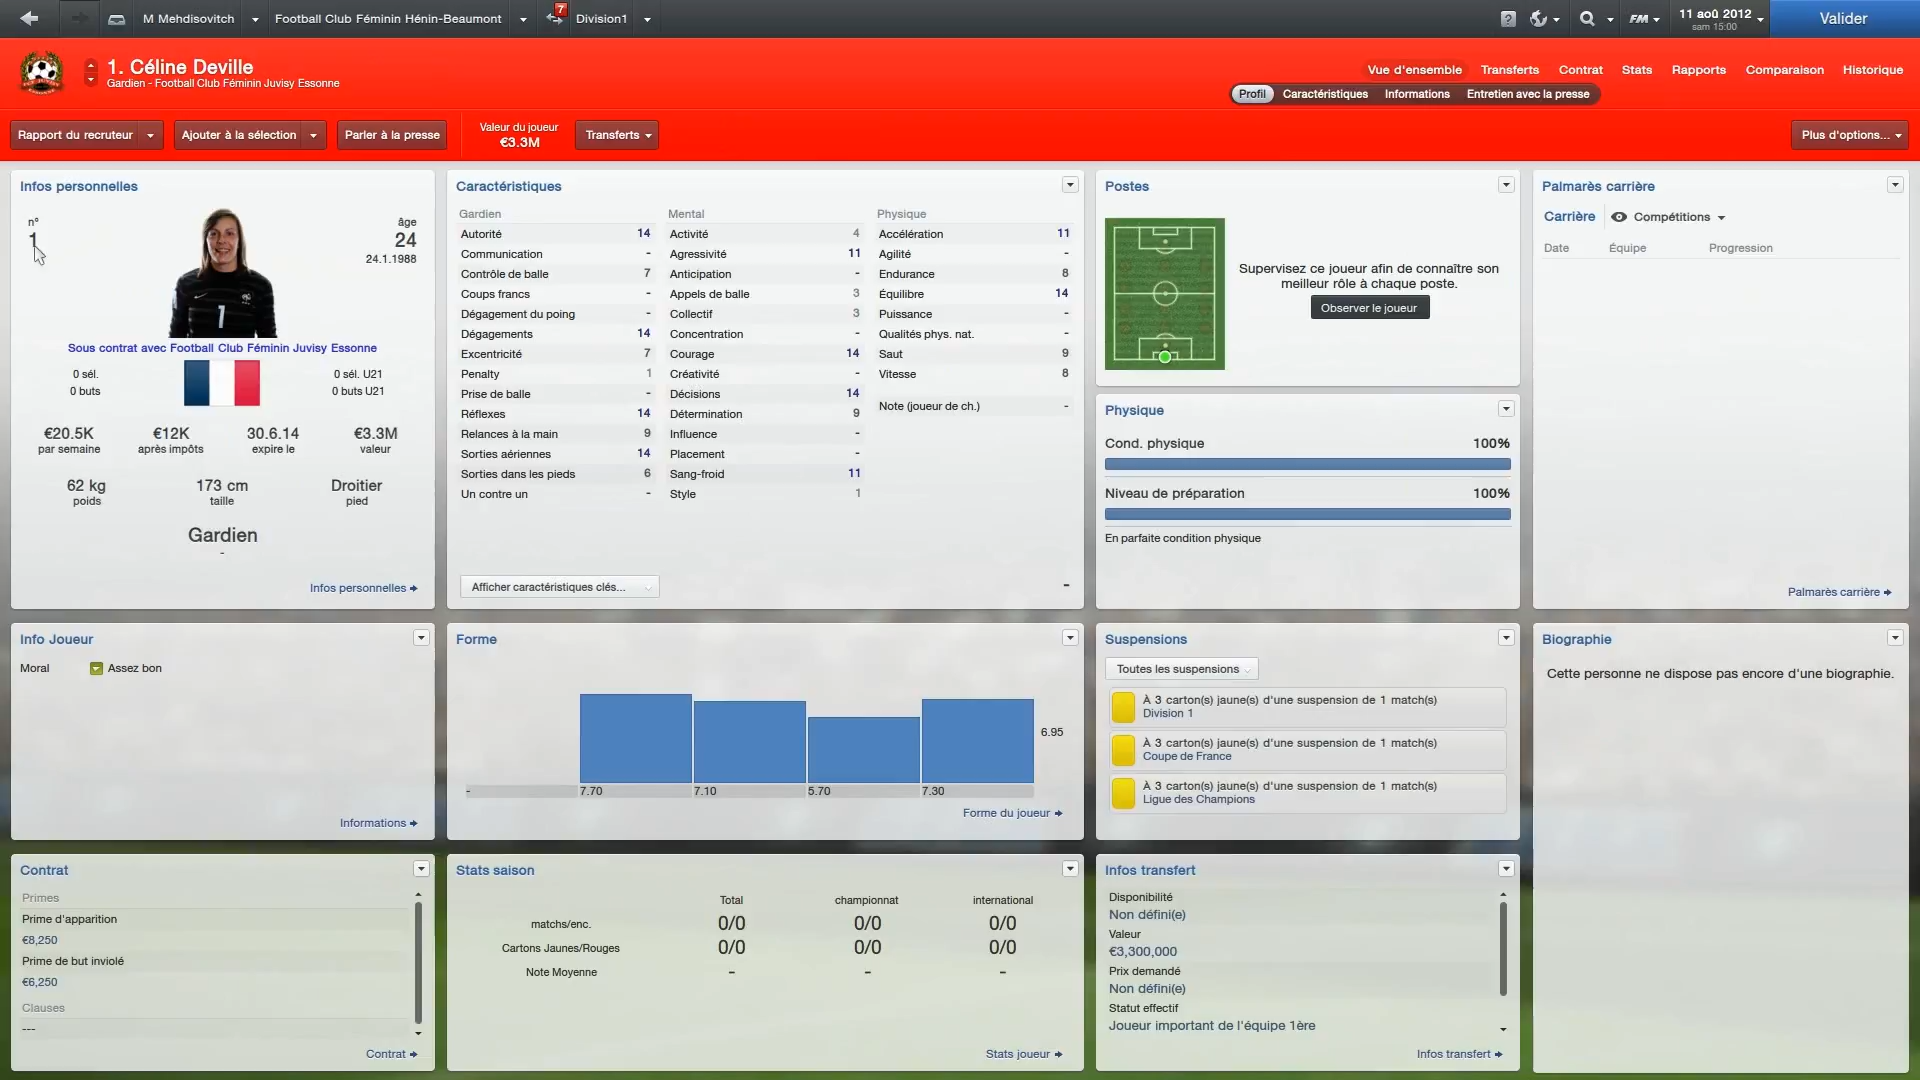 M Mehdisovitch
Football Club Féminin Hénin-Beaumont
7
Division1
?
FM
11 aoû 2012
sam 15:00
Valider
1. Céline Deville
Gardien - Football Club Féminin Juvisy Essonne
Vue d'ensemble Transferts Contrat Stats Rapports Comparaison Historique
Profil Caractéristiques Informations Entretien avec la presse
Rapport du recruteur
Ajouter à la sélection
Parler à la presse
Valeur du joueur
€3.3M
Transferts
Plus d'options...
Infos personnelles
n°
1
âge
24
24.1.1988
1
Sous contrat avec Football Club Féminin Juvisy Essonne
0 sél. 0 sél. U21
0 buts 0 buts U21
€20.5K €12K 30.6.14 €3.3M
par semaine après impôts expire le valeur
62 kg 173 cm Droitier
poids taille pied
Gardien
-
Infos personnelles
Caractéristiques
Gardien Mental Physique
Autorité 14 Activité 4 Accélération 11
Communication - Agressivité 11 Agilité -
Contrôle de balle 7 Anticipation - Endurance 8
Coups francs - Appels de balle 3 Équilibre 14
Dégagement du poing - Collectif 3 Puissance -
Dégagements 14 Concentration - Qualités phys. nat. -
Excentricité 7 Courage 14 Saut 9
Penalty 1 Créativité - Vitesse 8
Prise de balle - Décisions 14
Note (joueur de ch.) -
Réflexes 14 Détermination 9
Relances à la main 9 Influence -
Sorties aériennes 14 Placement -
Sorties dans les pieds 6 Sang-froid 11
Un contre un - Style 1
Afficher caractéristiques clés... -
Postes
Supervisez ce joueur afin de connaître son
meilleur rôle à chaque poste.
Observer le joueur
Physique
Cond. physique 100%
Niveau de préparation 100%
En parfaite condition physique
Palmarès carrière
Carrière Compétitions
Date Équipe Progression
Palmarès carrière
Info Joueur
Moral Assez bon
Informations
Forme
6.95
- 7.70 7.10 5.70 7.30
Forme du joueur
Suspensions
Toutes les suspensions
À 3 carton(s) jaune(s) d'une suspension de 1 match(s)
Division 1
À 3 carton(s) jaune(s) d'une suspension de 1 match(s)
Coupe de France
À 3 carton(s) jaune(s) d'une suspension de 1 match(s)
Ligue des Champions
Biographie
Cette personne ne dispose pas encore d'une biographie.
Contrat
Primes
Prime d'apparition
€8,250
Prime de but inviolé
€6,250
Clauses
---
Contrat
Stats saison
Total championnat international
matchs/enc. 0/0 0/0 0/0
Cartons Jaunes/Rouges 0/0 0/0 0/0
Note Moyenne - - -
Stats joueur
Infos transfert
Disponibilité
Non défini(e)
Valeur
€3,300,000
Prix demandé
Non défini(e)
Statut effectif
Joueur important de l'équipe 1ère
Infos transfert